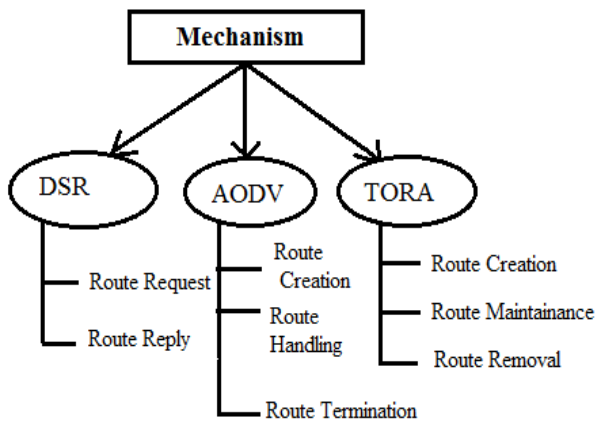 Mechanism
DSR
AODV
TORA
Route Request
Route Reply
Route
Creation
Route
Handling
Route Termination
Route Creation
Route Maintainance
Route Removal